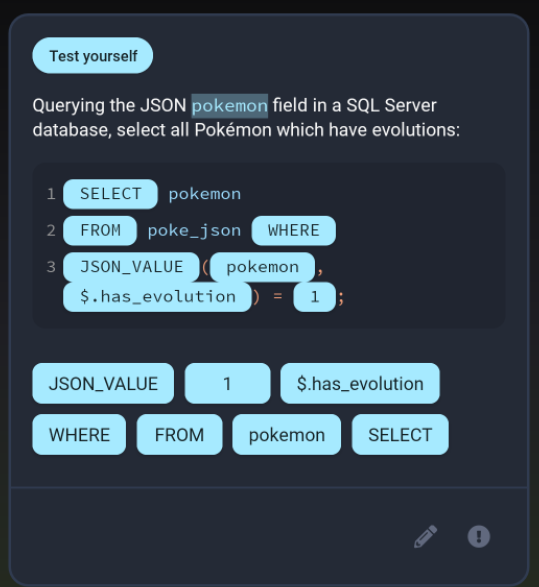 Test yourself
Querying the JSON pokemon field in a SQL Server
database, select all Pokémon which have evolutions:
1 SELECT pokemon
2 FROM poke_json WHERE
3 JSON_VALUE ( pokemon ,
$.has_evolution ) = 1 ;
JSON_VALUE 1 $.has_evolution
WHERE FROM pokemon SELECT